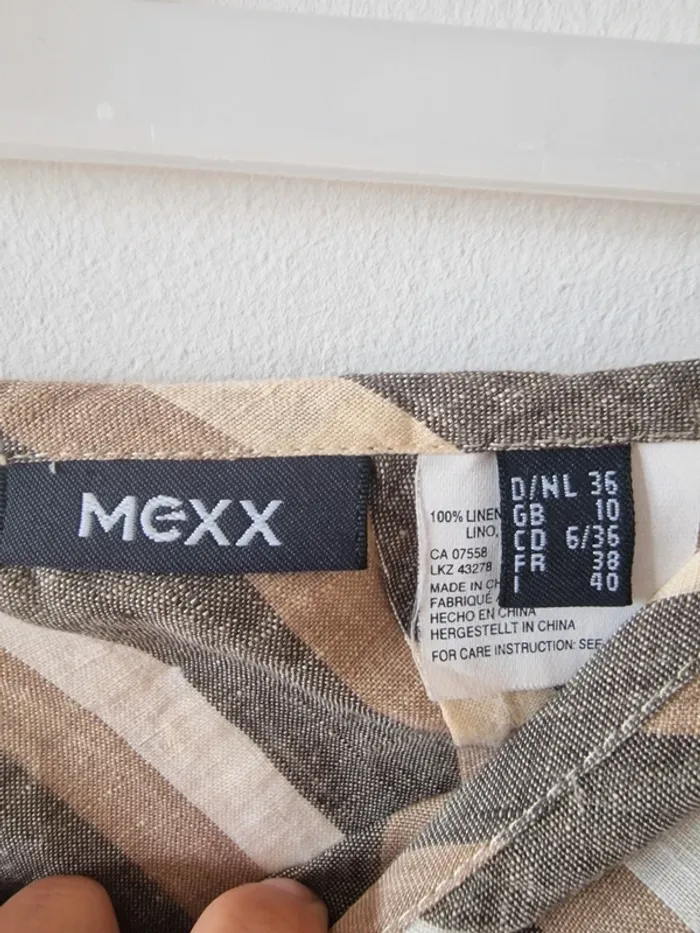 MEXX
D/NL 36
GB 10
CD 6/36
FR 38
I 40
100% LINEN
LINO,
CA 07558
LKZ 43278
MADE IN
FABRIQUÉ
HECHO EN CHINA
HERGESTELLT IN CHINA
FOR CARE INSTRUCTION: SEE